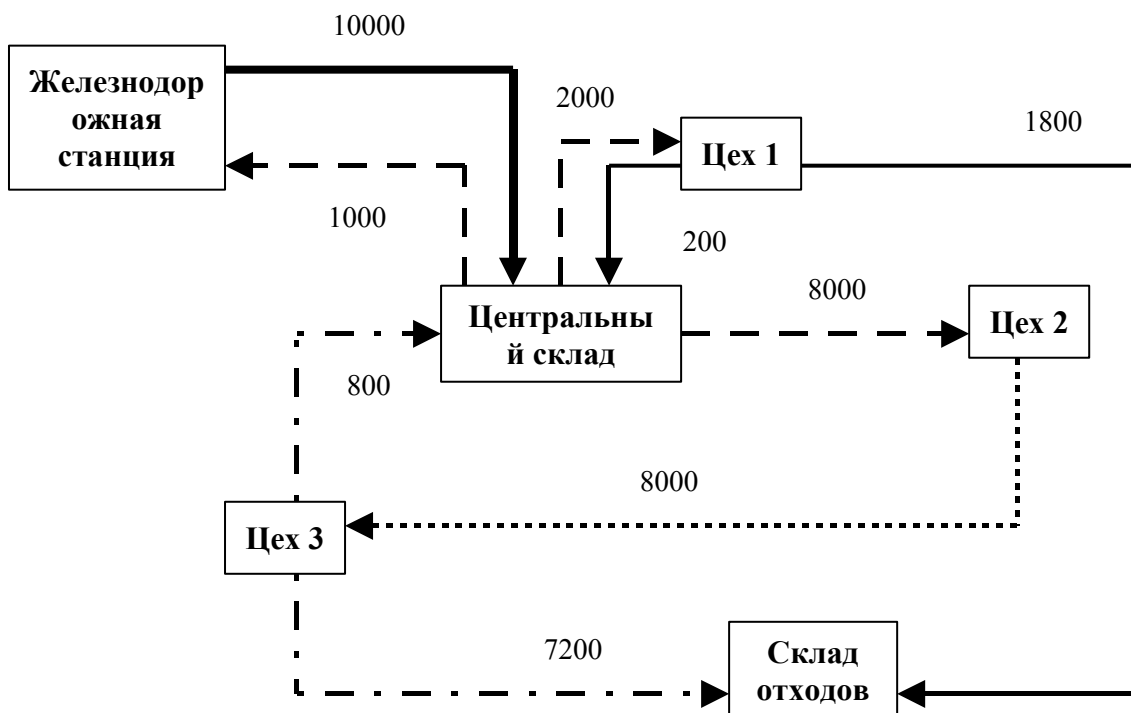 10000
Железнодор
ожная
станция
2000
Цех 1
1800
1000
200
Центральны
й склад
8000
Цех 2
800
8000
Цех 3
7200
Склад
отходов